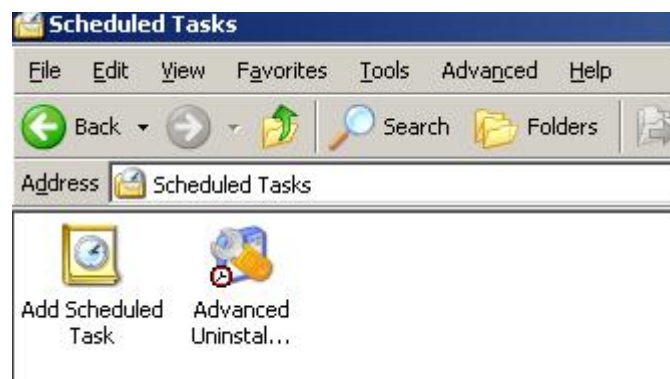 Scheduled Tasks
File Edit View Favorites Tools Advanced Help
Back Search Folders
Address Scheduled Tasks
Add Scheduled Advanced
Task Uninstal...